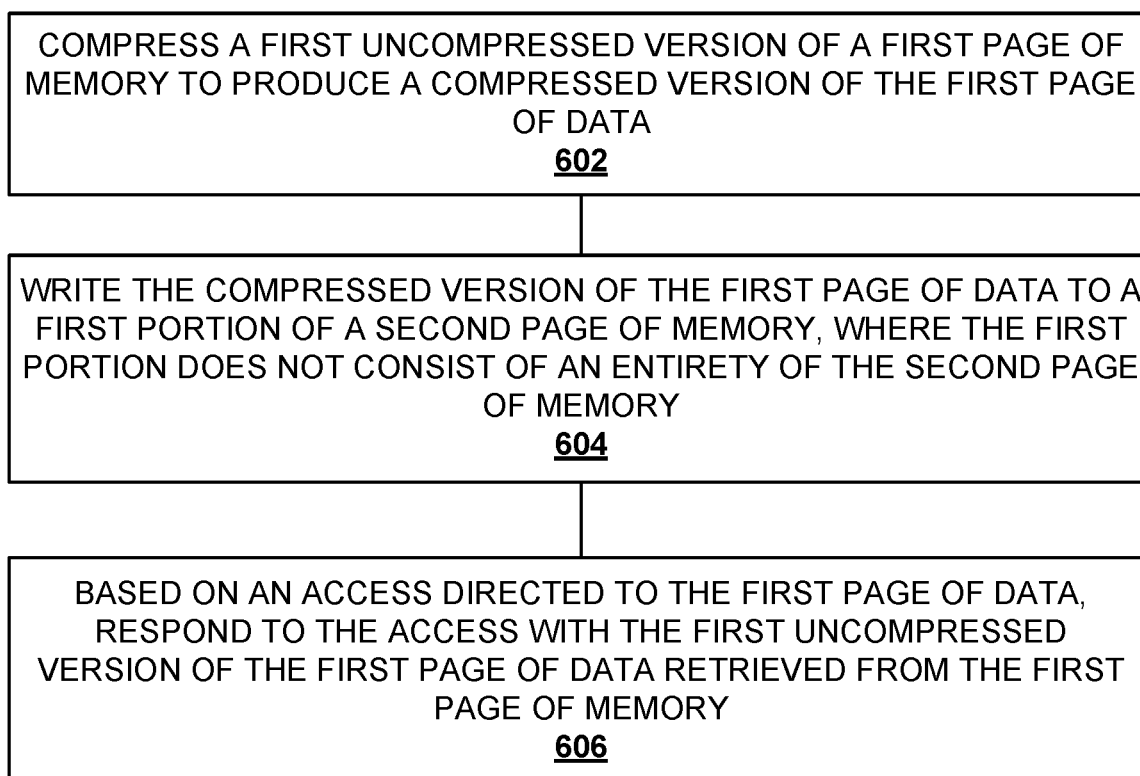 COMPRESS A FIRST UNCOMPRESSED VERSION OF A FIRST PAGE OF
MEMORY TO PRODUCE A COMPRESSED VERSION OF THE FIRST PAGE
OF DATA
602
WRITE THE COMPRESSED VERSION OF THE FIRST PAGE OF DATA TO A
FIRST PORTION OF A SECOND PAGE OF MEMORY, WHERE THE FIRST
PORTION DOES NOT CONSIST OF AN ENTIRETY OF THE SECOND PAGE
OF MEMORY
604
BASED ON AN ACCESS DIRECTED TO THE FIRST PAGE OF DATA,
RESPOND TO THE ACCESS WITH THE FIRST UNCOMPRESSED
VERSION OF THE FIRST PAGE OF DATA RETRIEVED FROM THE FIRST
PAGE OF MEMORY
606